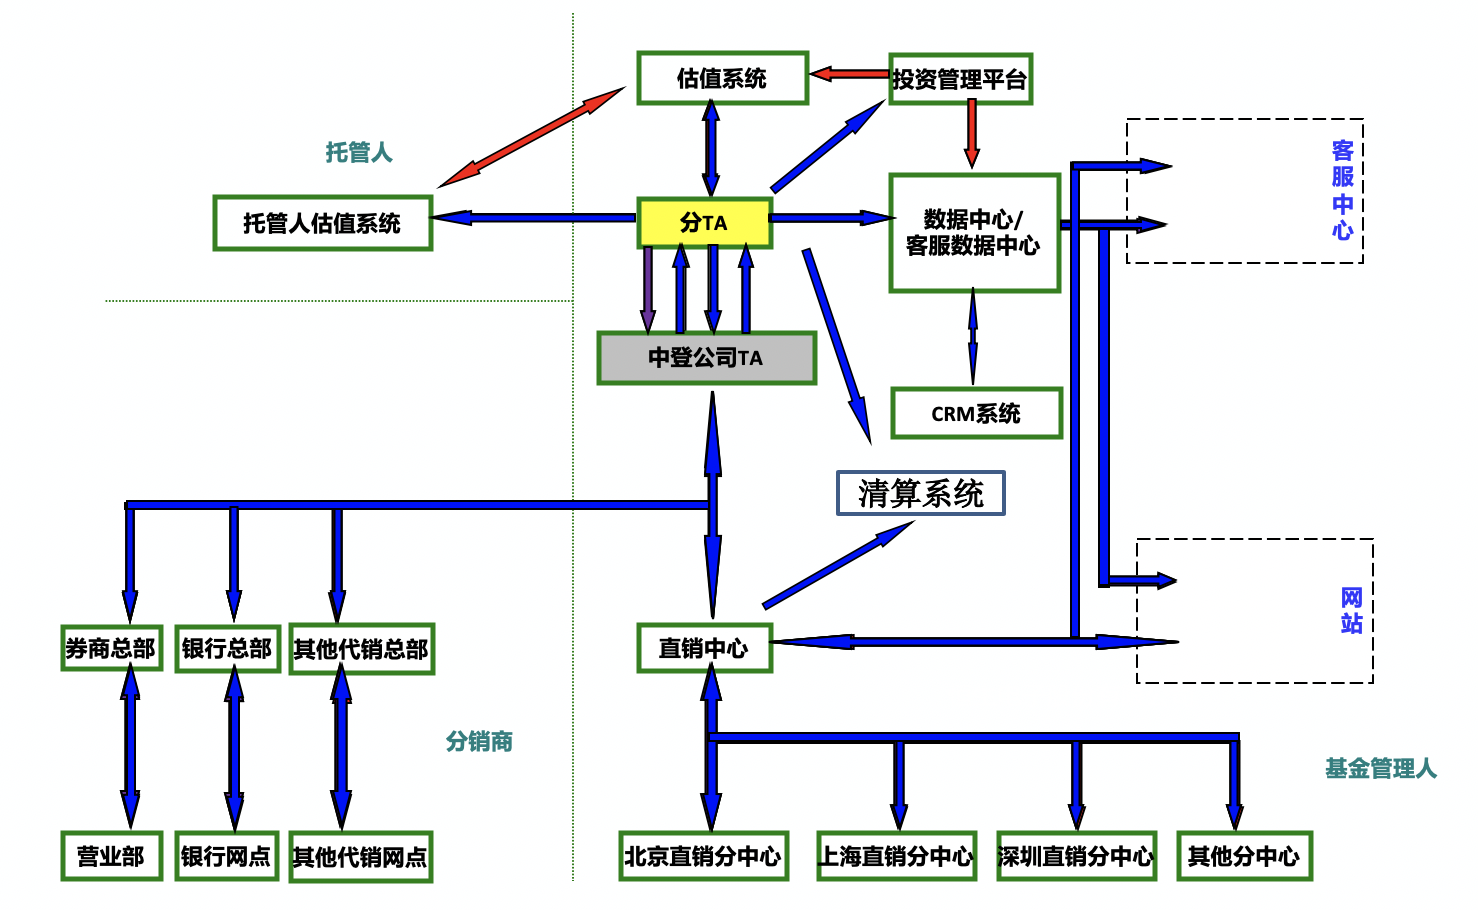 估值系统
投资管理平台
托管人
客服中心
托管人估值系统
分TA
数据中心/
客服数据中心
中登公司TA
CRM系统
清算系统
网站
券商总部
银行总部
其他代销总部
直销中心
分销商
基金管理人
营业部
银行网点
其他代销网点
北京直销分中心
上海直销分中心
深圳直销分中心
其他分中心